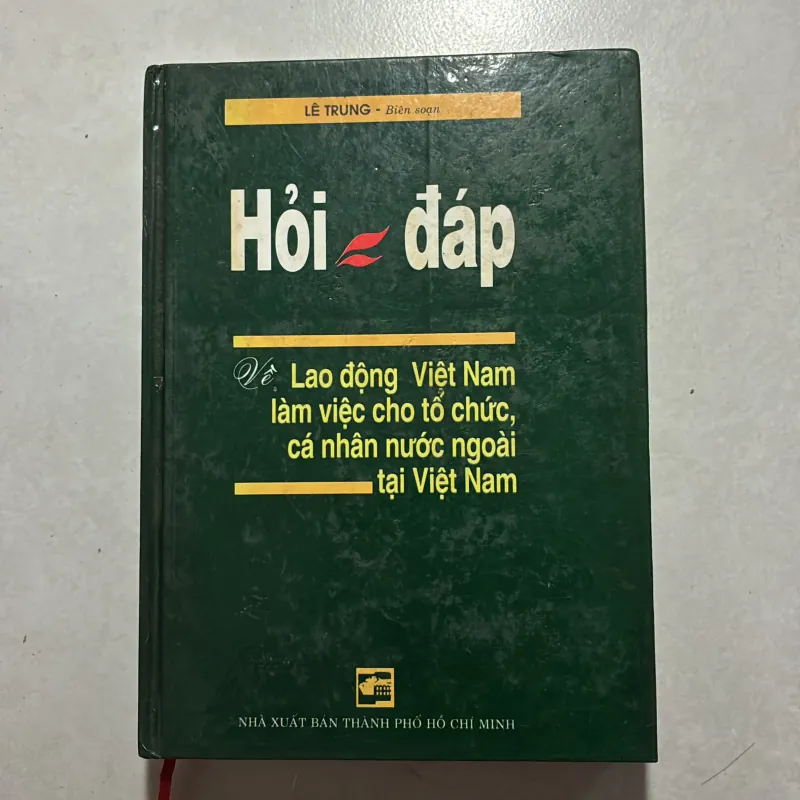 LÊ TRUNG - Biên soạn
Hỏi đáp
Về Lao động Việt Nam
làm việc cho tổ chức,
cá nhân nước ngoài
tại Việt Nam
NHÀ XUẤT BẢN THÀNH PHỐ HỒ CHÍ MINH